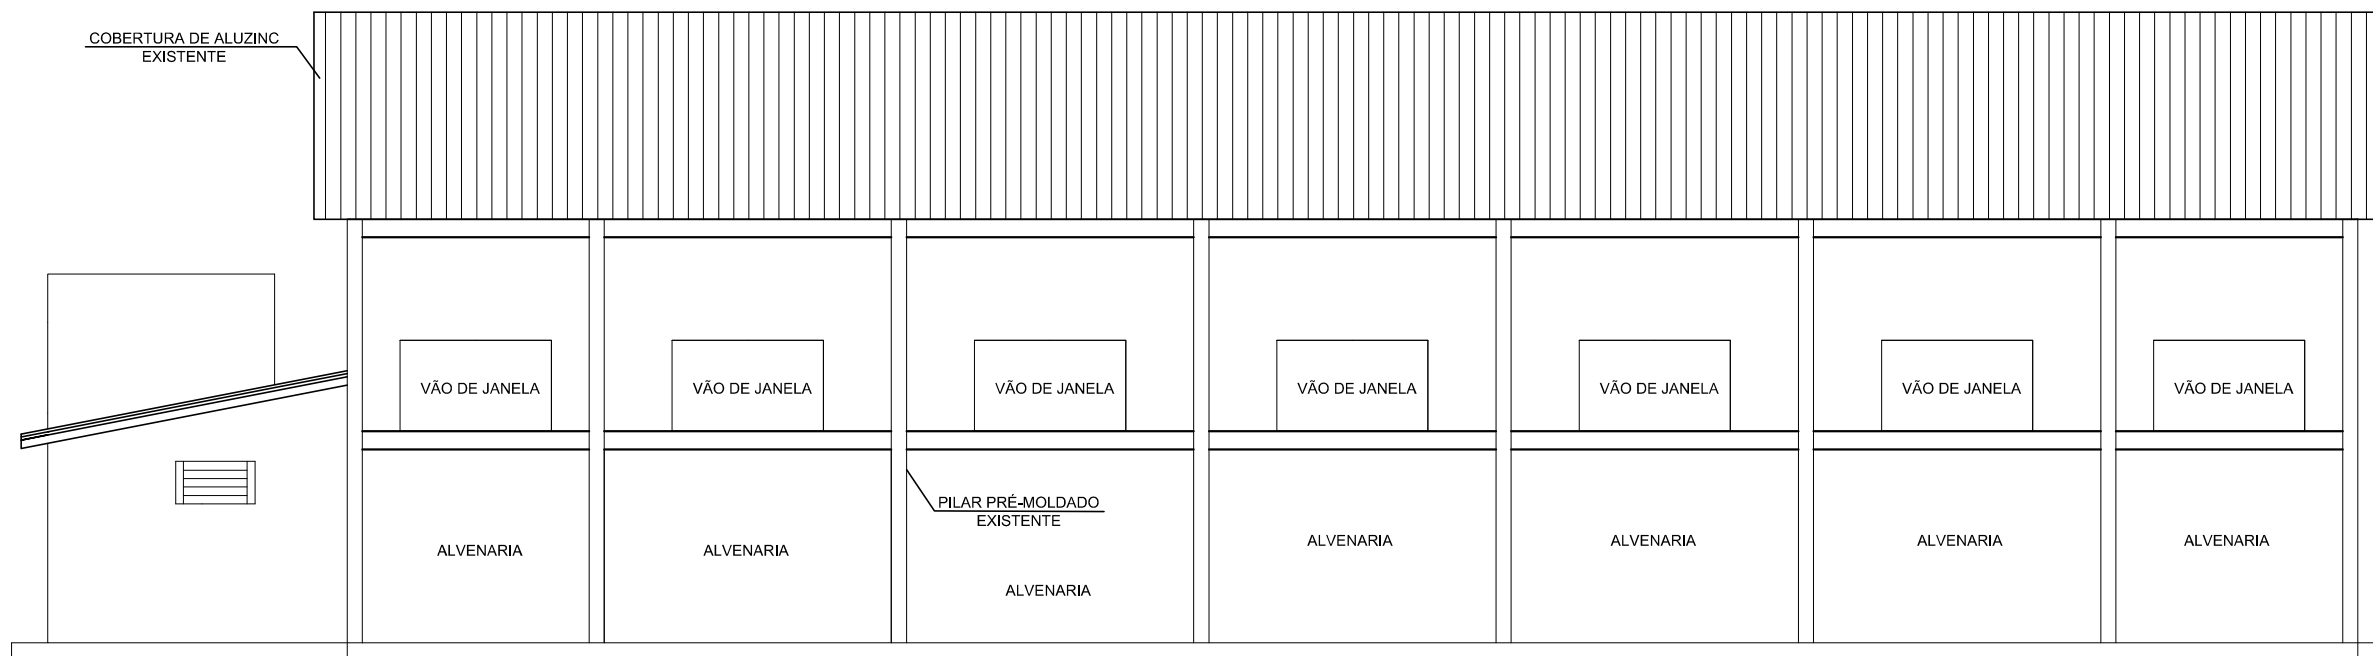 COBERTURA DE ALUZINC
EXISTENTE
VÃO DE JANELA
VÃO DE JANELA
VÃO DE JANELA
VÃO DE JANELA
VÃO DE JANELA
VÃO DE JANELA
VÃO DE JANELA
PILAR PRÉ-MOLDADO
EXISTENTE
ALVENARIA
ALVENARIA
ALVENARIA
ALVENARIA
ALVENARIA
ALVENARIA
ALVENARIA